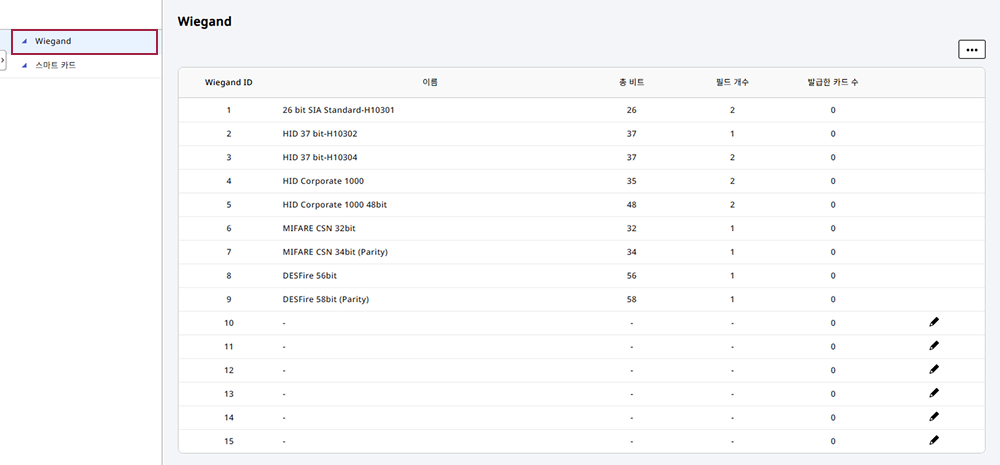 Wiegand
Wiegand
스마트 카드
Wiegand ID 이름 총 비트 필드 개수 발급한 카드 수
1 26 bit SIA Standard-H10301 26 2 0
2 HID 37 bit-H10302 37 1 0
3 HID 37 bit-H10304 37 2 0
4 HID Corporate 1000 35 2 0
5 HID Corporate 1000 48bit 48 2 0
6 MIFARE CSN 32bit 32 1 0
7 MIFARE CSN 34bit (Parity) 34 1 0
8 DESFire 56bit 56 1 0
9 DESFire 58bit (Parity) 58 1 0
10 - - - 0
11 - - - 0
12 - - - 0
13 - - - 0
14 - - - 0
15 - - - 0